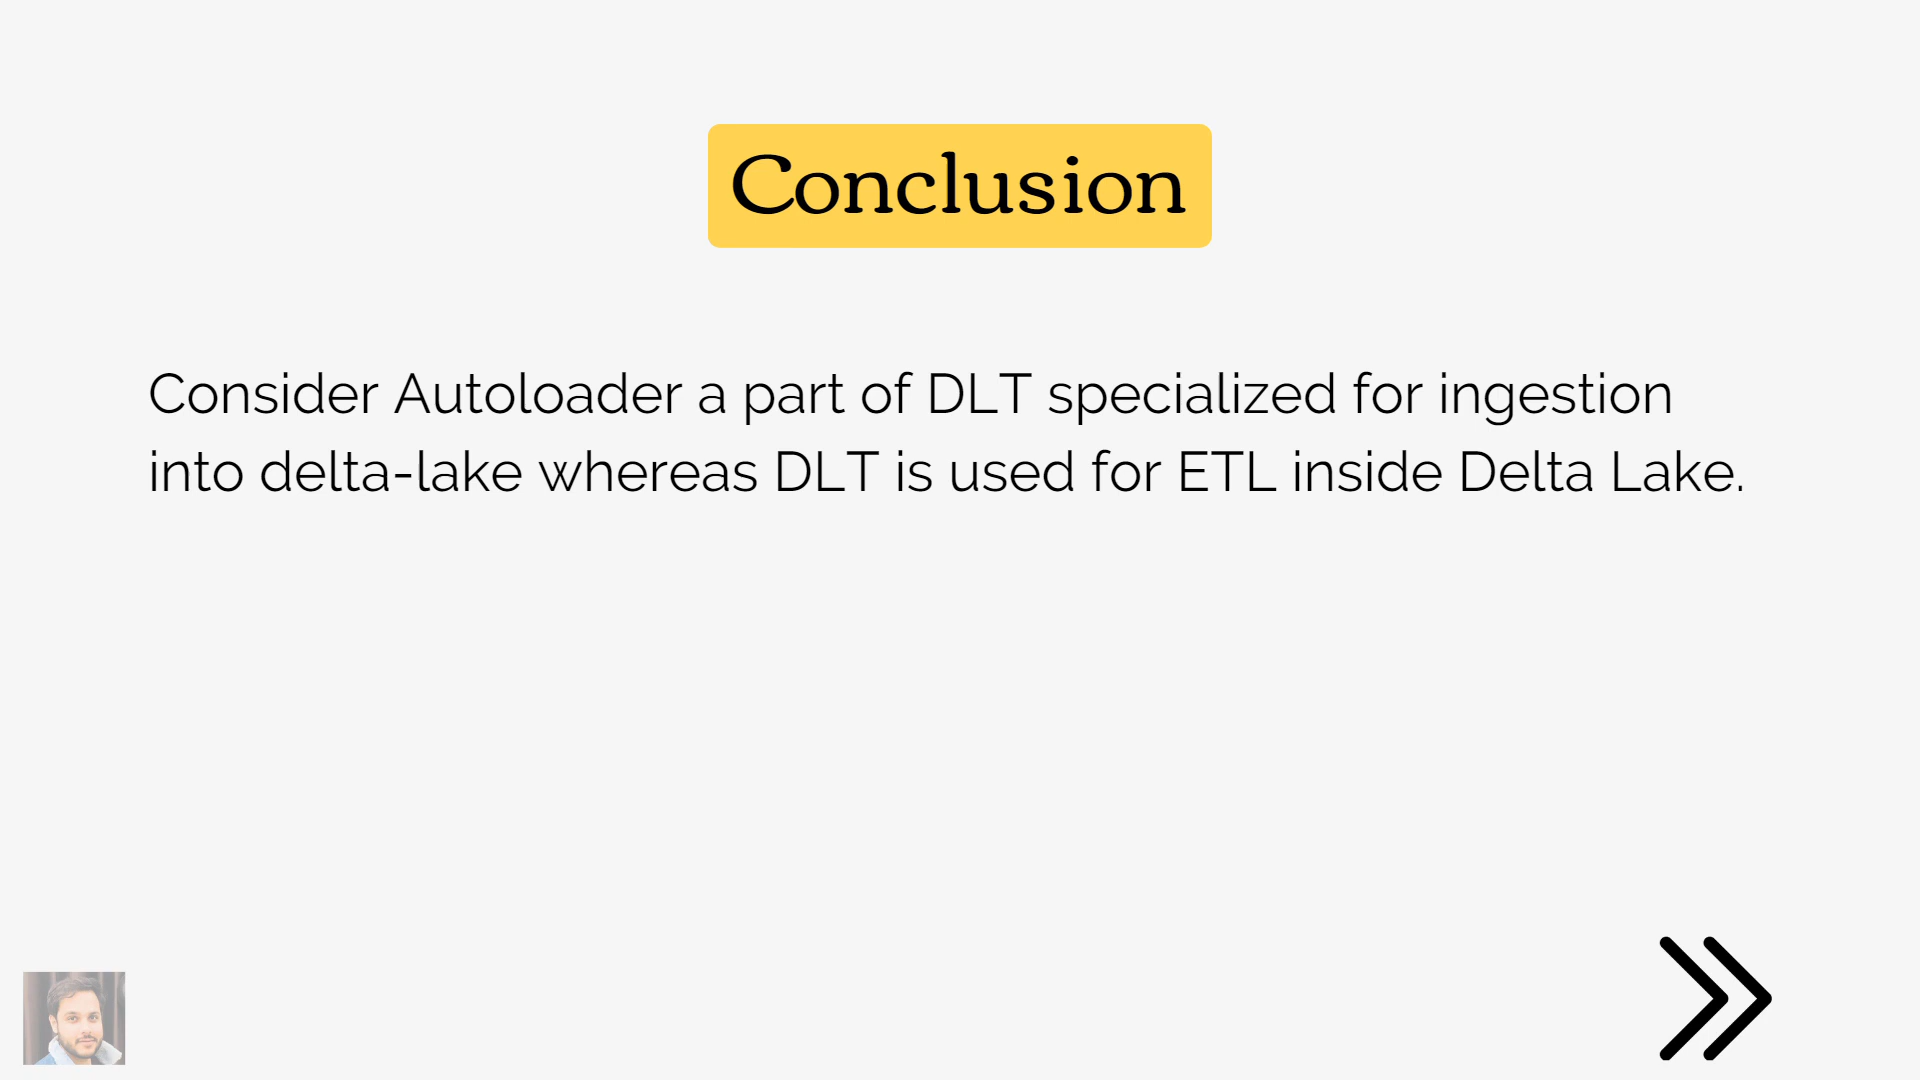 Conclusion
Consider Autoloader a part of DLT specialized for ingestion
into delta-lake whereas DLT is used for ETL inside Delta Lake.